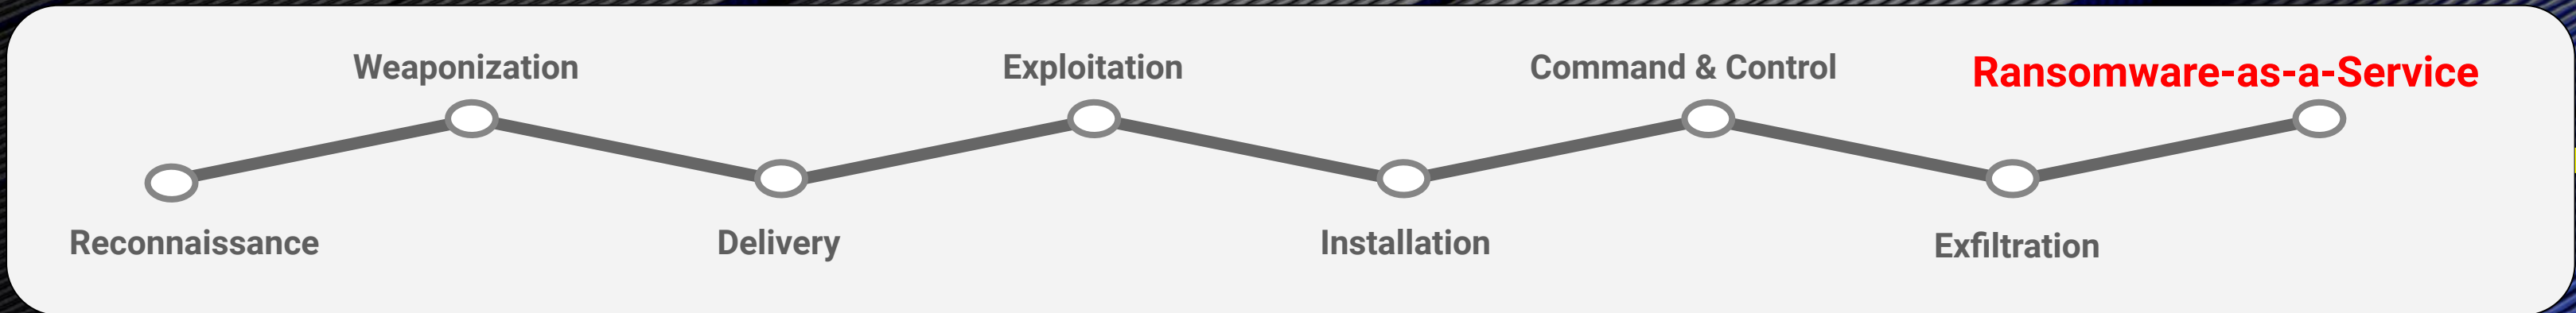 Weaponization
Exploitation
Command & Control
Ransomware-as-a-Service
Reconnaissance
Delivery
Installation
Exfiltration